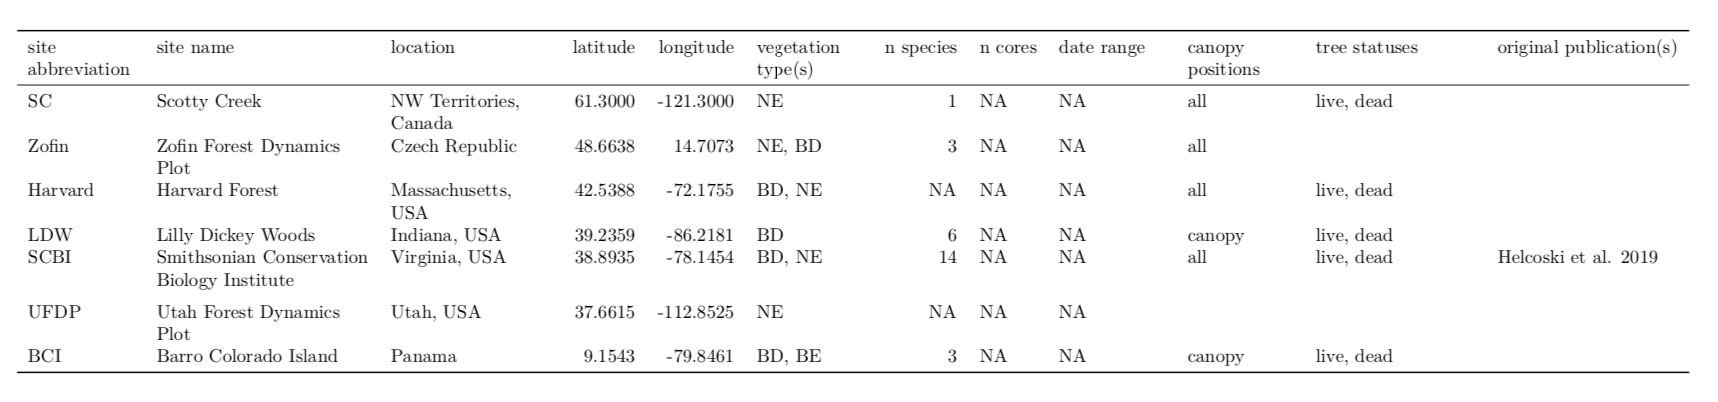 site site name location latitude longitude vegetation n species n cores date range canopy tree statuses original publication(s)
abbreviation type(s) positions
SC Scotty Creek NW Territories, 61.3000 -121.3000 NE 1 NA NA all live, dead
Canada
Zofin Zofin Forest Dynamics Czech Republic 48.6638 14.7073 NE, BD 3 NA NA all
Plot
Harvard Harvard Forest Massachusetts, 42.5388 -72.1755 BD, NE NA NA NA all live, dead
USA
LDW Lilly Dickey Woods Indiana, USA 39.2359 -86.2181 BD 6 NA NA canopy live, dead
SCBI Smithsonian Conservation Virginia, USA 38.8935 -78.1454 BD, NE 14 NA NA all live, dead Helcoski et al. 2019
Biology Institute
UFDP Utah Forest Dynamics Utah, USA 37.6615 -112.8525 NE NA NA NA
Plot
BCI Barro Colorado Island Panama 9.1543 -79.8461 BD, BE 3 NA NA canopy live, dead